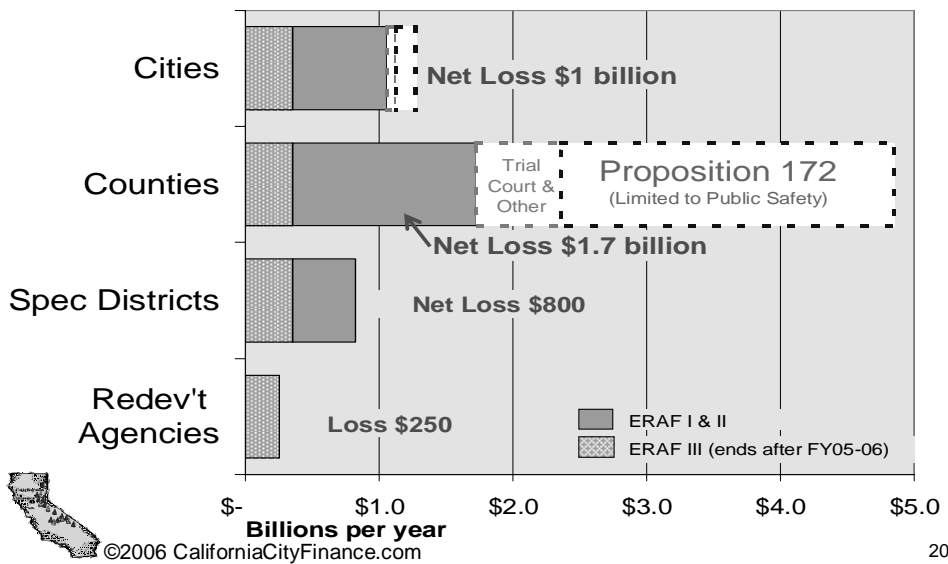 Cities
Net Loss $1 billion
Counties
Trial
Court &
Other
Proposition 172
(Limited to Public Safety)
Net Loss $1.7 billion
Spec Districts
Net Loss $800
Redev't
Agencies
Loss $250
ERAF I & II
ERAF III (ends after FY05-06)
$- $1.0 $2.0 $3.0 $4.0 $5.0
Billions per year
©2006 CaliforniaCityFinance.com
20